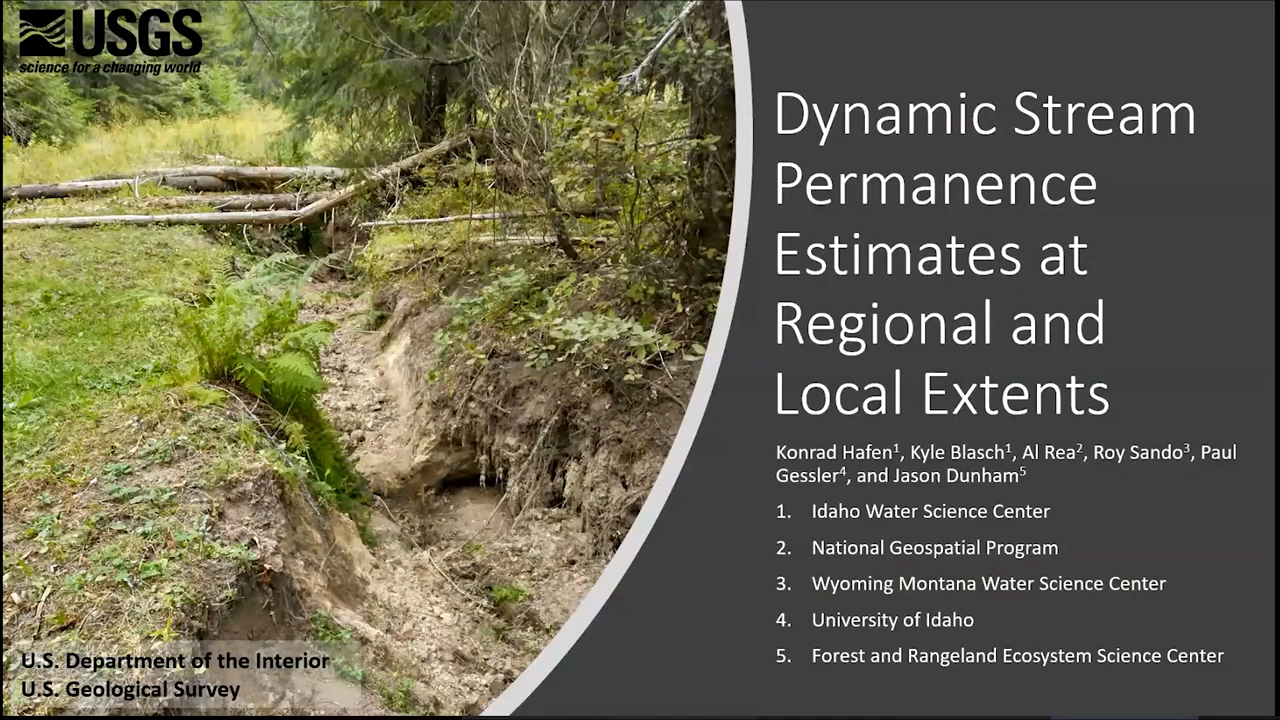 USGS
science for a changing world
Dynamic Stream
Permanence
Estimates at
Regional and
Local Extents
Konrad Hafen¹, Kyle Blasch¹, Al Rea², Roy Sando³, Paul
Gessler⁴, and Jason Dunham⁵
1. Idaho Water Science Center
2. National Geospatial Program
3. Wyoming Montana Water Science Center
4. University of Idaho
5. Forest and Rangeland Ecosystem Science Center
U.S. Department of the Interior
U.S. Geological Survey